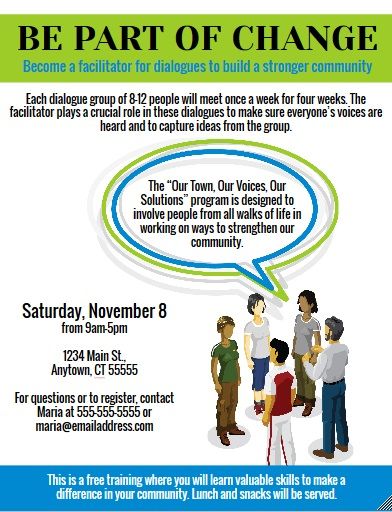 BE PART OF CHANGE
Become a facilitator for dialogues to build a stronger community
Each dialogue group of 8-12 people will meet once a week for four weeks. The
facilitator plays a crucial role in these dialogues to make sure everyone's voices are
heard and to capture ideas from the group.
The “Our Town, Our Voices, Our
Solutions” program is designed to
involve people from all walks of life in
working on ways to strengthen our
community.
Saturday, November 8
from 9am-5pm
1234 Main St.,
Anytown, CT 55555
For questions or to register, contact
Maria at 555-555-5555 or
maria@emailaddress.com
This is a free training where you will learn valuable skills to make a
difference in your community. Lunch and snacks will be served.